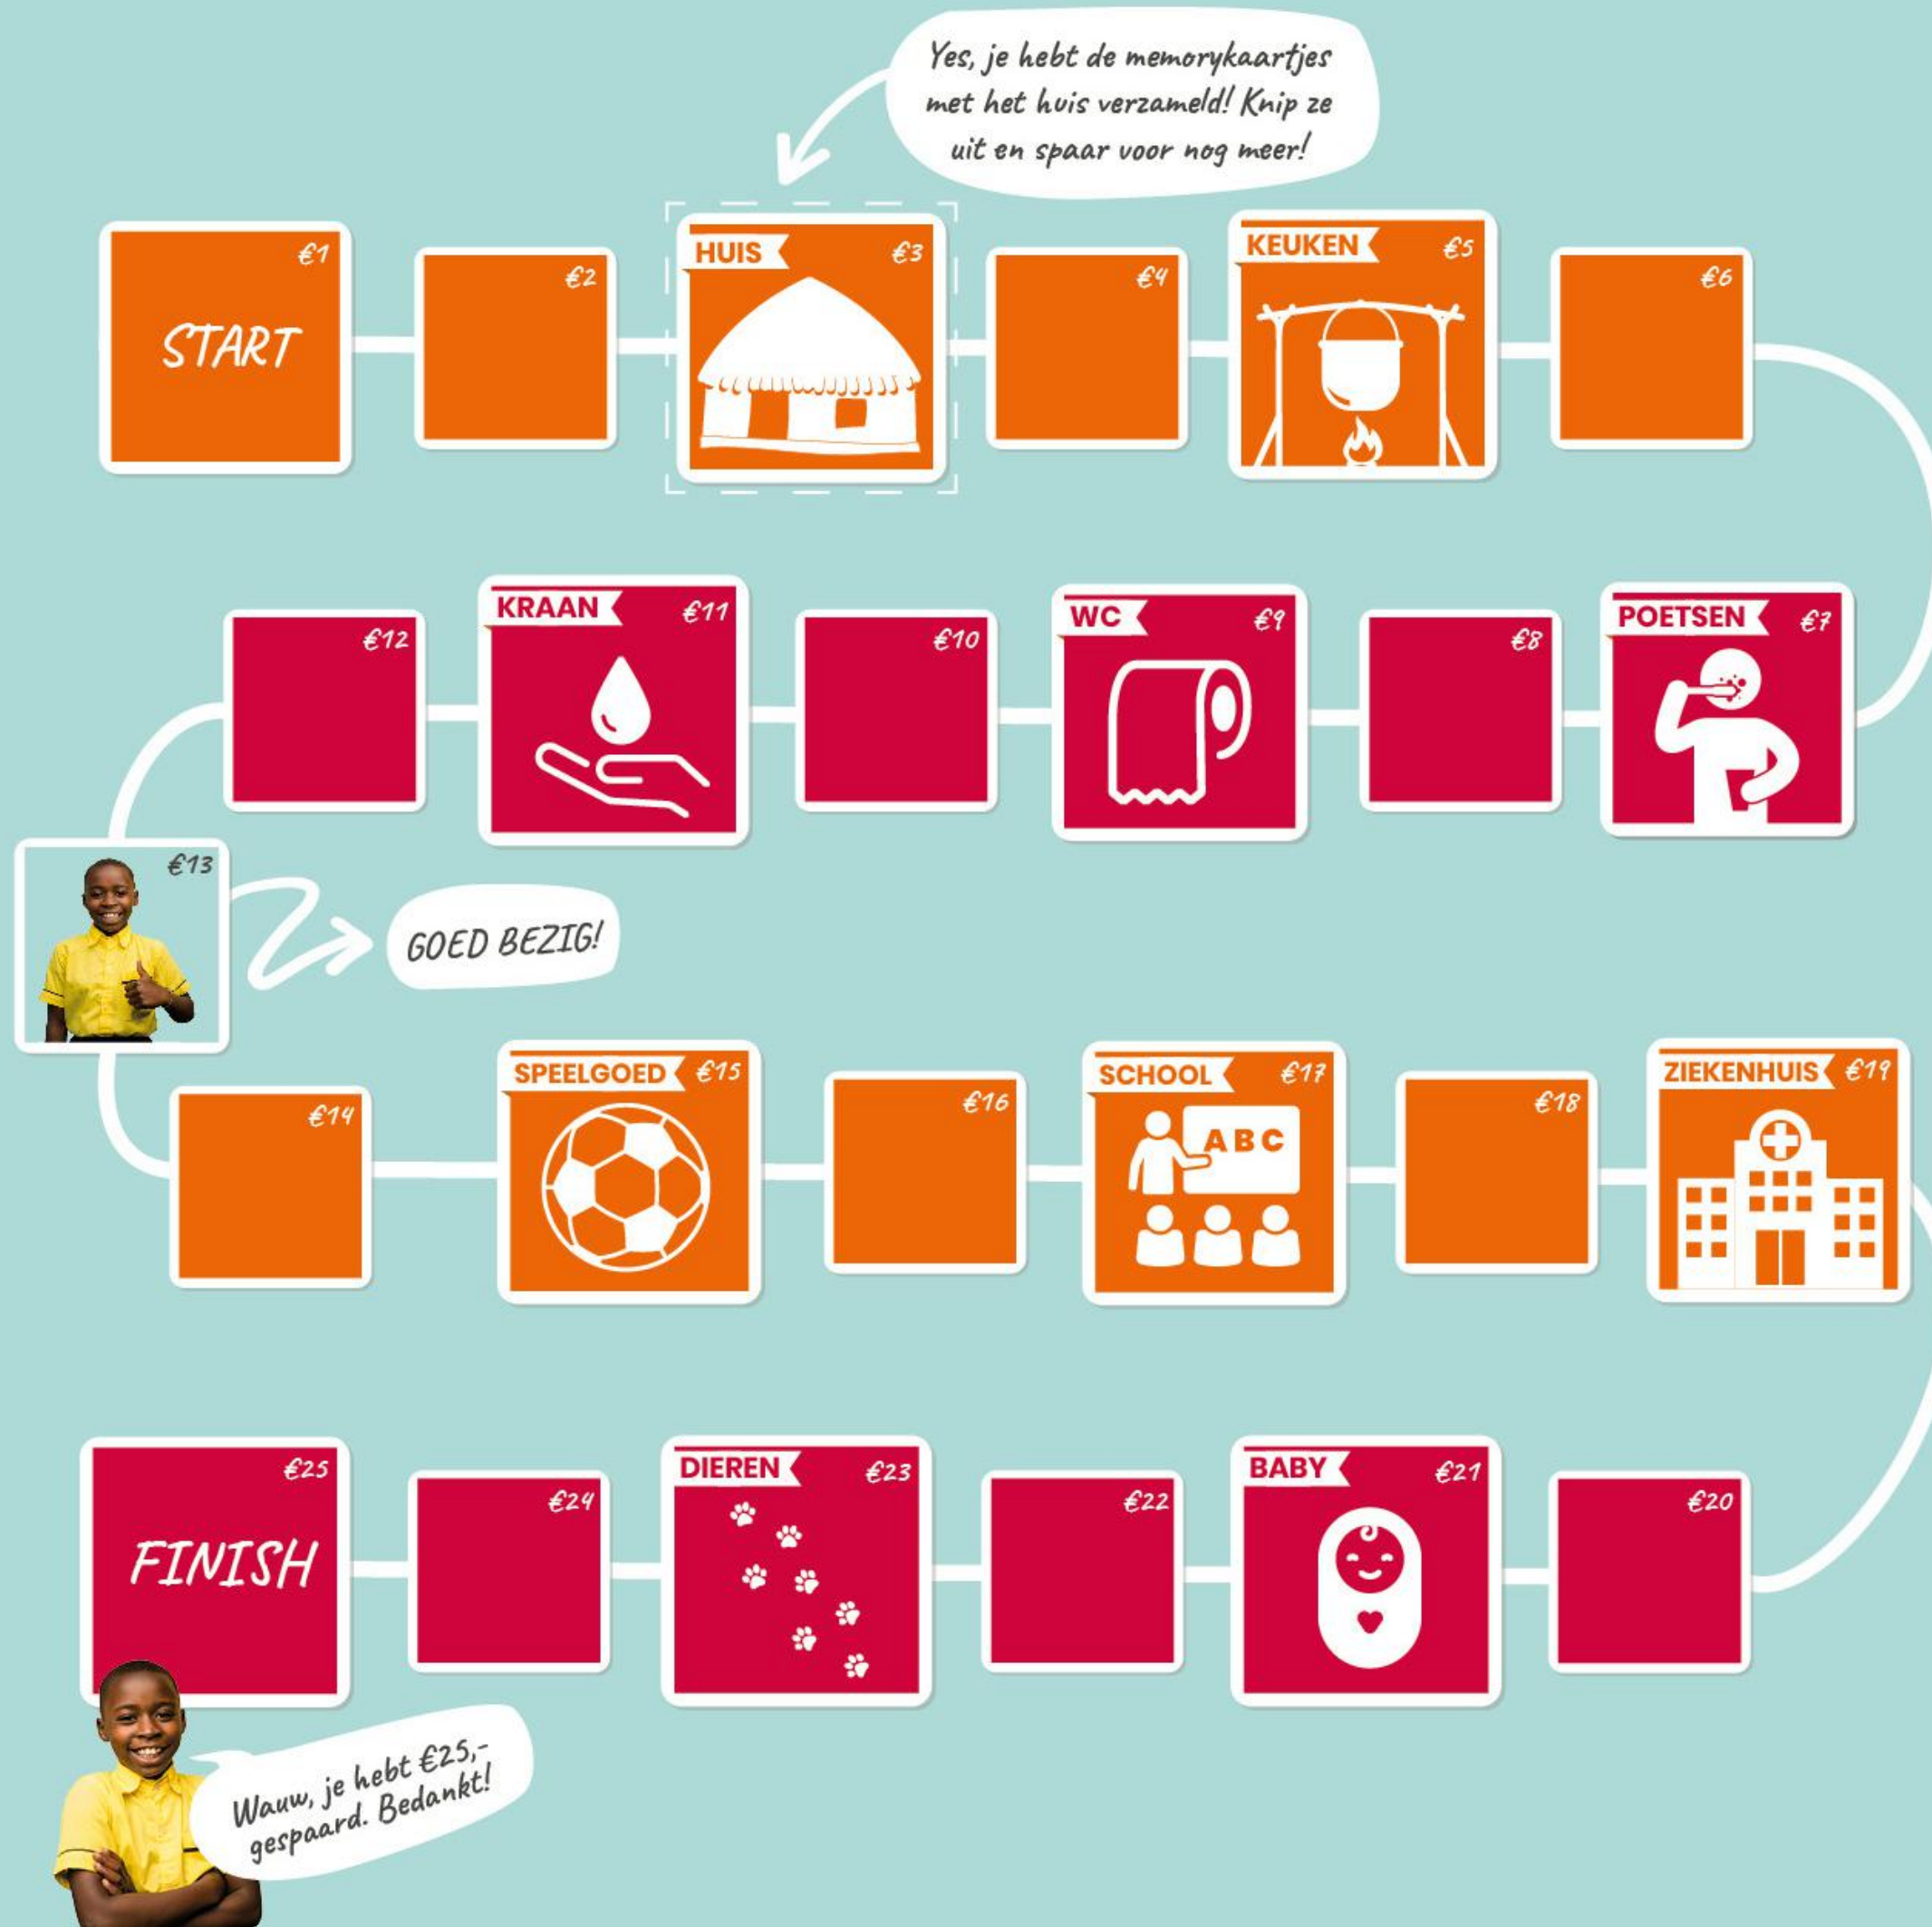 Yes, je hebt de memorykaartjes
met het huis verzameld! Knip ze
uit en spaar voor nog meer!
€1
START
€2
HUIS €3
€4
KEUKEN €5
€6
POETSEN €7
€8
WC €9
€10
KRAAN €11
€12
€13
GOED BEZIG!
€14
SPEELGOED €15
€16
SCHOOL €17
ABC
€18
ZIEKENHUIS €19
€20
BABY €21
€22
DIEREN €23
€24
€25
FINISH
Wauw, je hebt €25,-
gespaard. Bedankt!